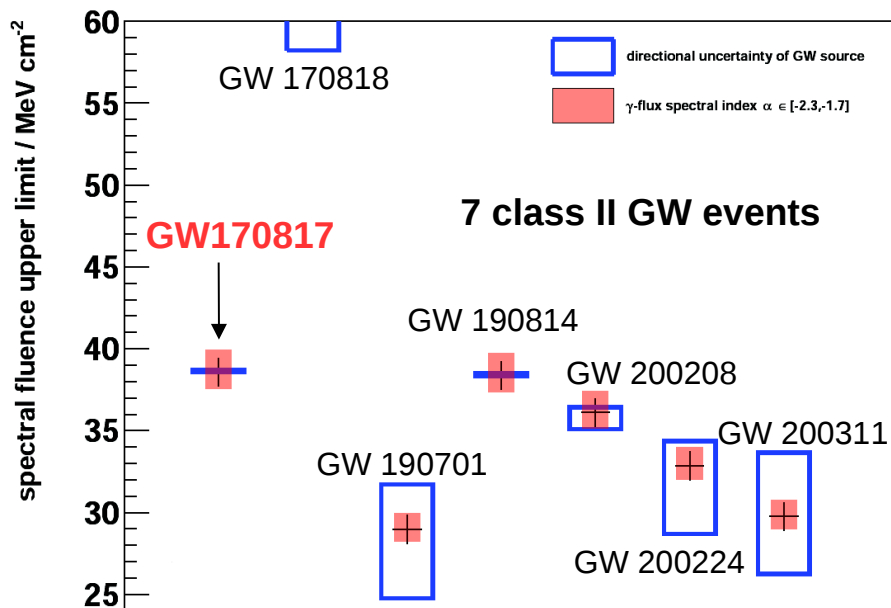 spectral fluence upper limit / MeV cm⁻²
60
55
50
45
40
35
30
25
GW 170818
directional uncertainty of GW source
γ-flux spectral index α ∈ [-2.3,-1.7]
7 class II GW events
GW170817
GW 190814
GW 200208
GW 200311
GW 190701
GW 200224